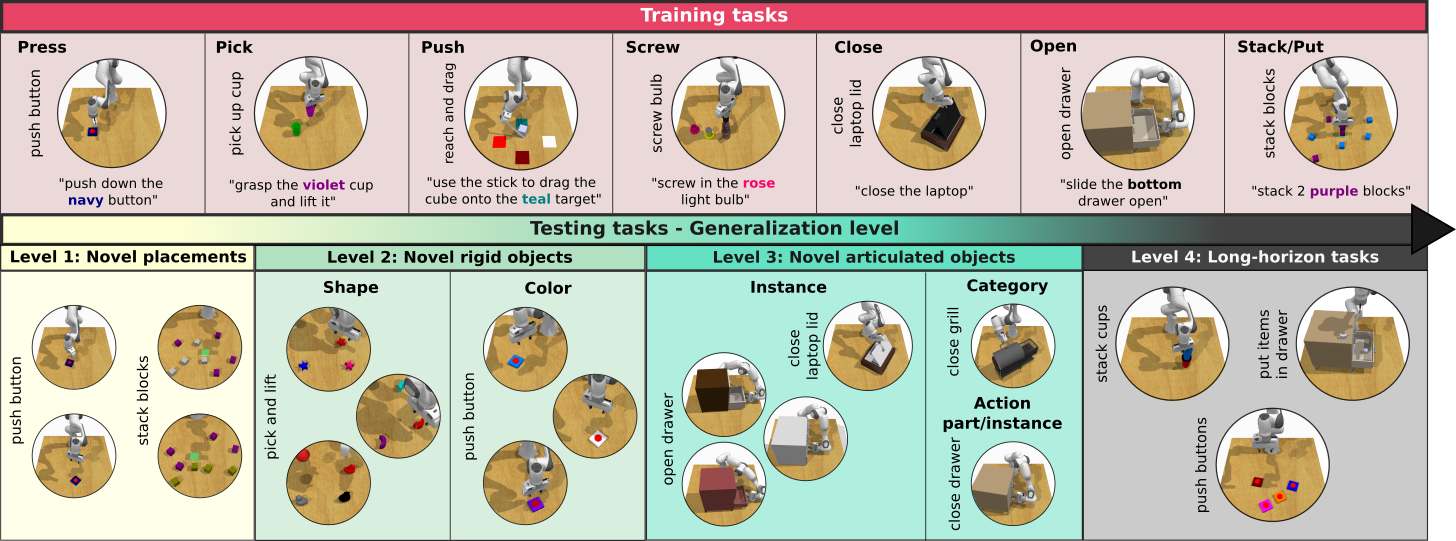 Training tasks
Press
push button
"push down the
navy button"
Pick
pick up cup
"grasp the violet cup
and lift it"
Push
reach and drag
"use the stick to drag the
cube onto the teal target"
Screw
screw bulb
"screw in the rose
light bulb"
Close
close
laptop lid
"close the laptop"
Open
open drawer
"slide the bottom
drawer open"
Stack/Put
stack blocks
"stack 2 purple blocks"
Testing tasks - Generalization level
Level 1: Novel placements
push button
stack blocks
Level 2: Novel rigid objects
Shape
pick and lift
Color
push button
Level 3: Novel articulated objects
Instance
open drawer
close
laptop lid
Category
close grill
Action
part/instance
close drawer
Level 4: Long-horizon tasks
stack cups
put items
in drawer
push buttons